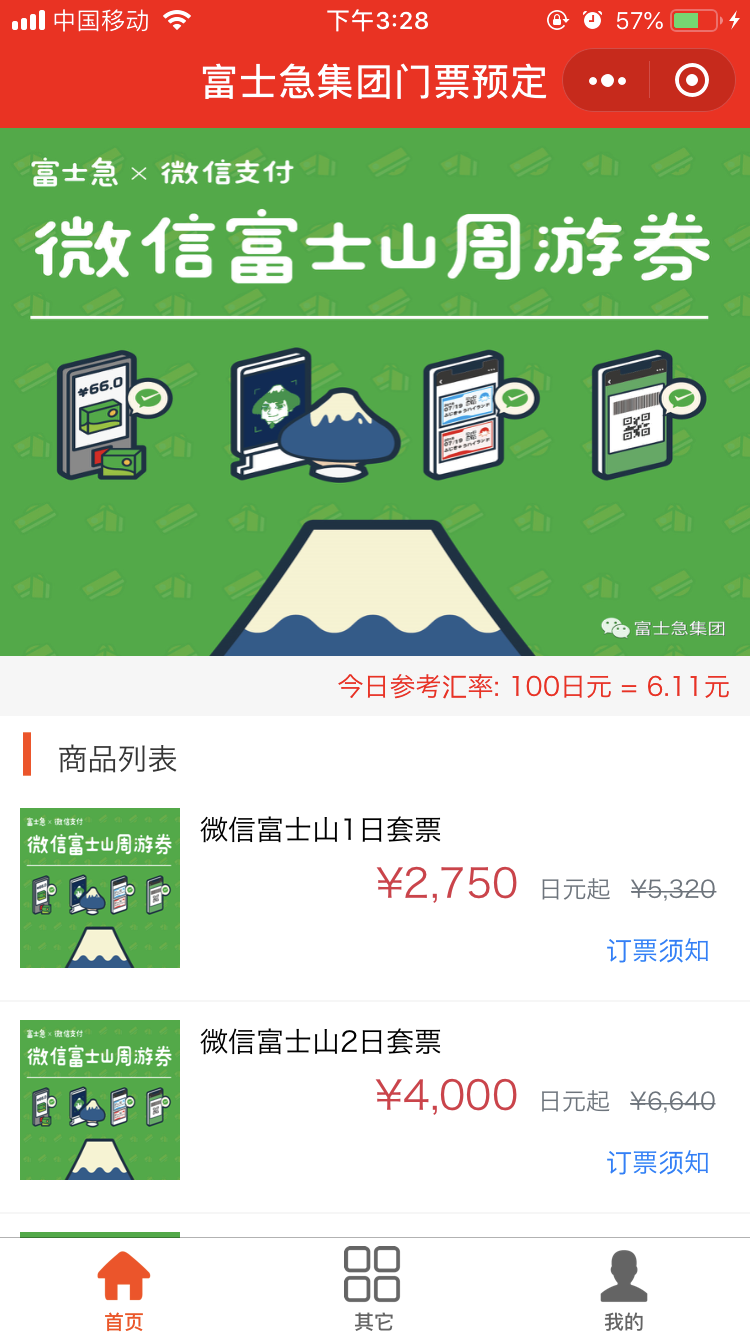 中国移动
下午3:28
57%
富士急集团门票预定
富士急 × 微信支付
微信富士山周游券
¥66.0
富士急集团
今日参考汇率: 100日元 = 6.11元
商品列表
富士急 × 微信支付
微信富士山周游券
微信富士山1日套票
¥2,750 日元起 ¥5,320
订票须知
富士急 × 微信支付
微信富士山周游券
微信富士山2日套票
¥4,000 日元起 ¥6,640
订票须知
首页
其它
我的